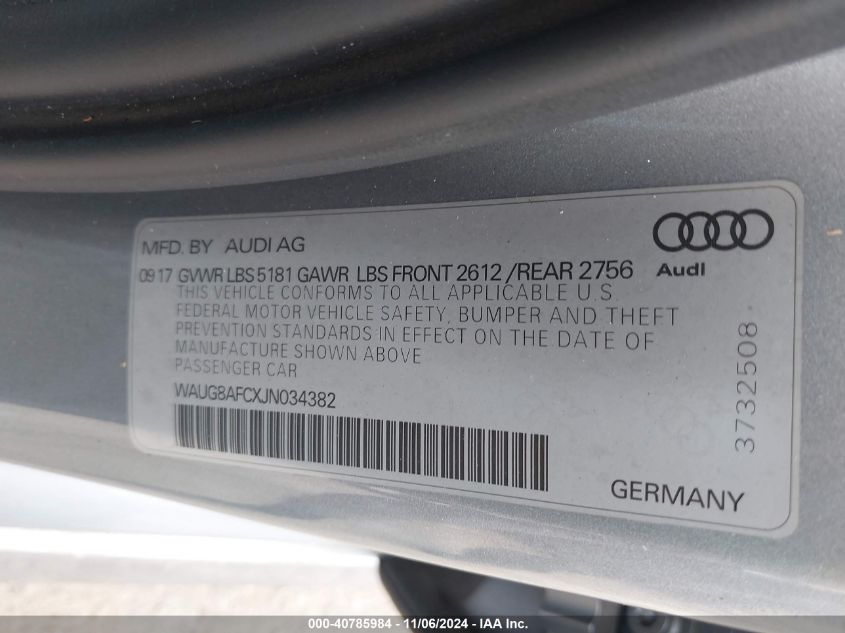 MFD. BY AUDI AG
09 17 GVWR LBS 5181 GAWR LBS FRONT 2612 /REAR 2756
Audi
THIS VEHICLE CONFORMS TO ALL APPLICABLE U.S.
FEDERAL MOTOR VEHICLE SAFETY, BUMPER AND THEFT
PREVENTION STANDARDS IN EFFECT ON THE DATE OF
MANUFACTURE SHOWN ABOVE
PASSENGER CAR
WAUG8AFCXJN034382
3732508
GERMANY
000-40785984 - 11/06/2024 - IAA Inc.